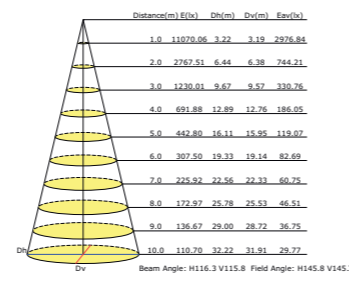 Distance(m) E(lx) Dh(m) Dv(m) Eav(lx)
1.0 11070.06 3.22 3.19 2976.84
2.0 2767.51 6.44 6.38 744.21
3.0 1230.01 9.67 9.57 330.76
4.0 691.88 12.89 12.76 186.05
5.0 442.80 16.11 15.95 119.07
6.0 307.50 19.33 19.14 82.69
7.0 225.92 22.56 22.33 60.75
8.0 172.97 25.78 25.53 46.51
9.0 136.67 29.00 28.72 36.75
Dh 10.0 110.70 32.22 31.91 29.77
Dv Beam Angle: H116.3 V115.8 Field Angle: H145.8 V145.